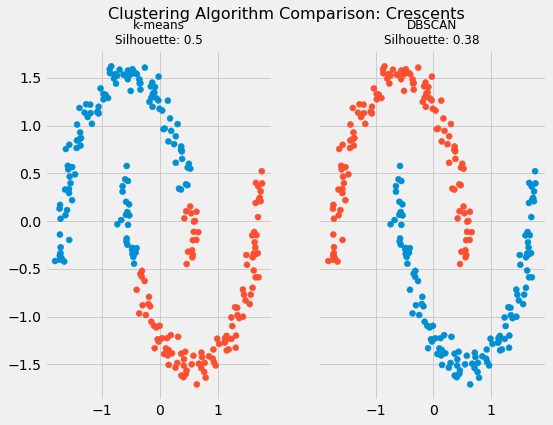 Clustering Algorithm Comparison: Crescents
k-means
Silhouette: 0.5
DBSCAN
Silhouette: 0.38
1.5
1.0
0.5
0.0
−0.5
−1.0
−1.5
−1 0 1
−1 0 1